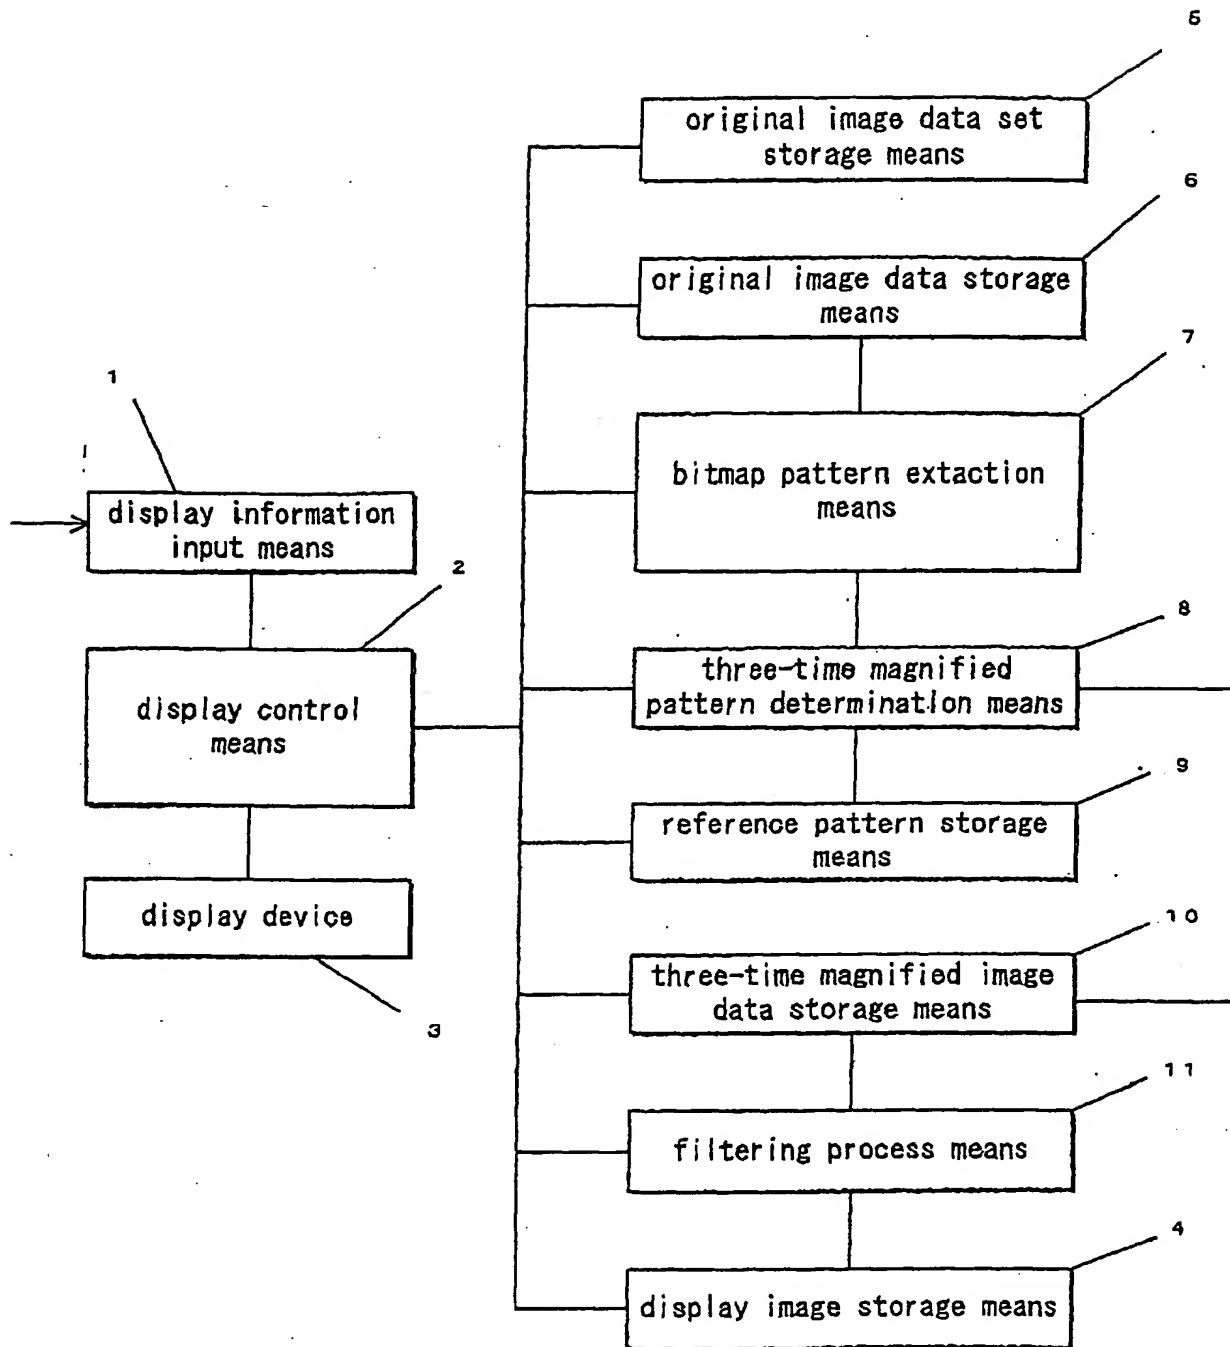 5
original image data set
storage means
6
original image data storage
means
7
bitmap pattern extaction
means
1
display information
input means
2
display control
means
8
three-time magnified
pattern determination means
9
reference pattern storage
means
display device
3
10
three-time magnified image
data storage means
11
filtering process means
4
display image storage means